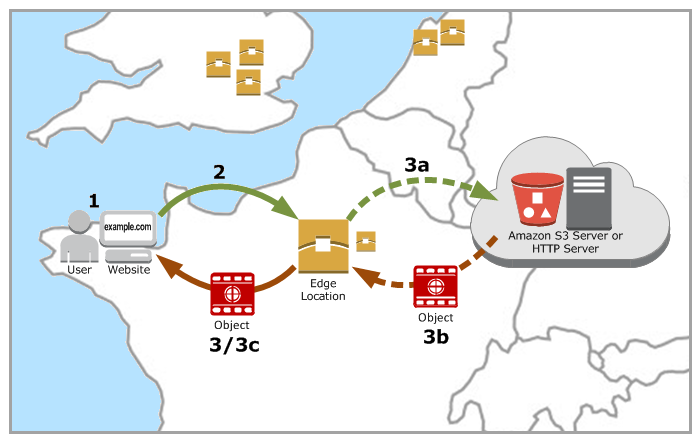 1
2
3a
example.com
User
Website
Edge
Location
Amazon S3 Server or
HTTP Server
Object
3/3c
Object
3b